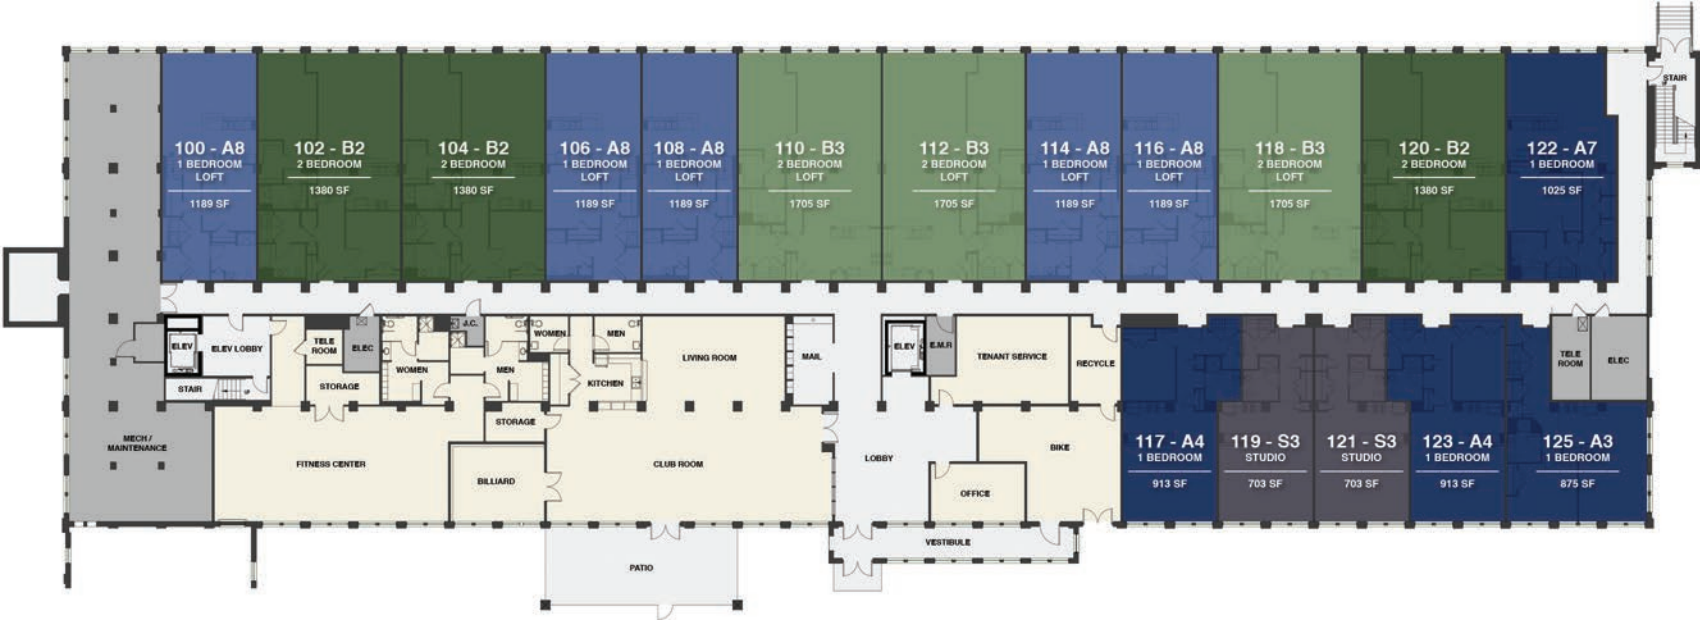 STAIR
100 - A8
1 BEDROOM
LOFT
1189 SF
102 - B2
2 BEDROOM
1380 SF
104 - B2
2 BEDROOM
1380 SF
106 - A8
1 BEDROOM
LOFT
1189 SF
108 - A8
1 BEDROOM
LOFT
1189 SF
110 - B3
2 BEDROOM
LOFT
1705 SF
112 - B3
2 BEDROOM
LOFT
1705 SF
114 - A8
1 BEDROOM
LOFT
1189 SF
116 - A8
1 BEDROOM
LOFT
1189 SF
118 - B3
2 BEDROOM
LOFT
1705 SF
120 - B2
2 BEDROOM
1380 SF
122 - A7
1 BEDROOM
1025 SF
ELEV
ELEV LOBBY
STAIR
TELE
ROOM
ELEC
STORAGE
WOMEN
J.C.
MEN
WOMEN
MEN
KITCHEN
LIVING ROOM
MAIL
ELEV
E.M.R
TENANT SERVICE
RECYCLE
TELE
ROOM
ELEC
MECH /
MAINTENANCE
FITNESS CENTER
STORAGE
BILLIARD
CLUB ROOM
LOBBY
OFFICE
BIKE
117 - A4
1 BEDROOM
913 SF
119 - S3
STUDIO
703 SF
121 - S3
STUDIO
703 SF
123 - A4
1 BEDROOM
913 SF
125 - A3
1 BEDROOM
875 SF
VESTIBULE
PATIO